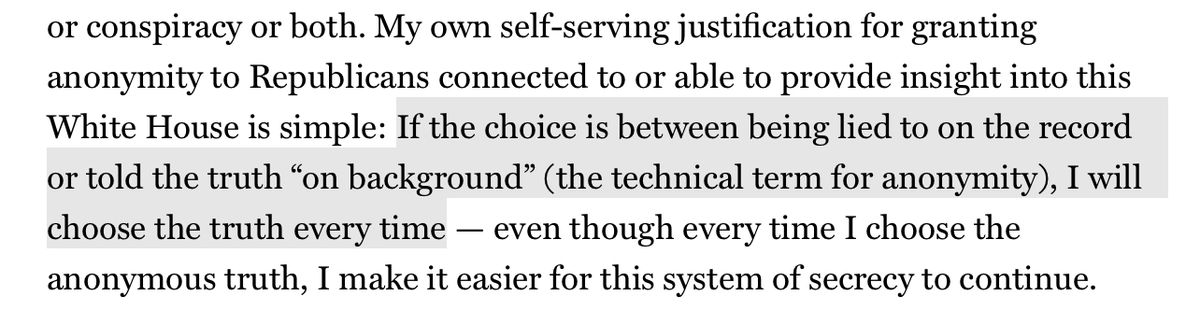 or conspiracy or both. My own self-serving justification for granting
anonymity to Republicans connected to or able to provide insight into this
White House is simple: If the choice is between being lied to on the record
or told the truth “on background” (the technical term for anonymity), I will
choose the truth every time — even though every time I choose the
anonymous truth, I make it easier for this system of secrecy to continue.